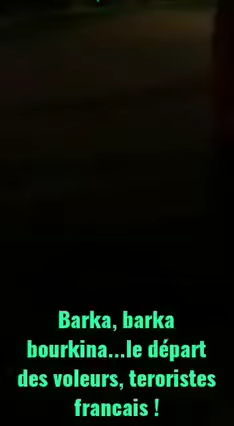 Barka, barka
bourkina...le départ
des voleurs, teroristes
francais !